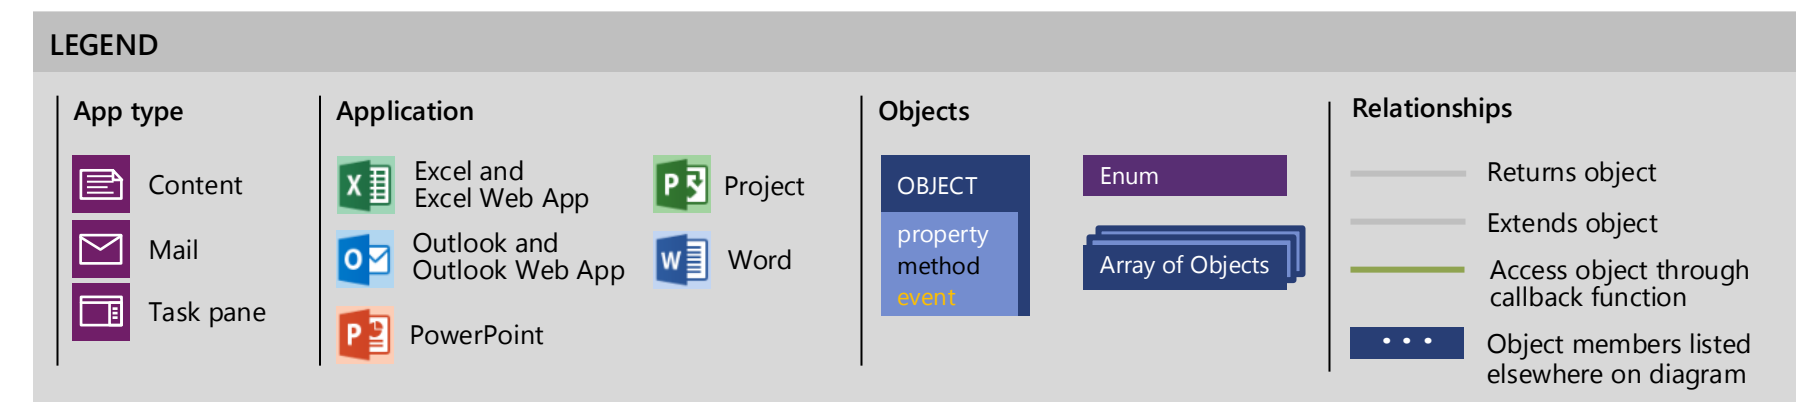 LEGEND
App type
Content
Mail
Task pane
Application
Excel and
Excel Web App
Outlook and
Outlook Web App
PowerPoint
Project
Word
Objects
OBJECT
property
method
event
Enum
Array of Objects
Relationships
Returns object
Extends object
Access object through
callback function
Object members listed
elsewhere on diagram